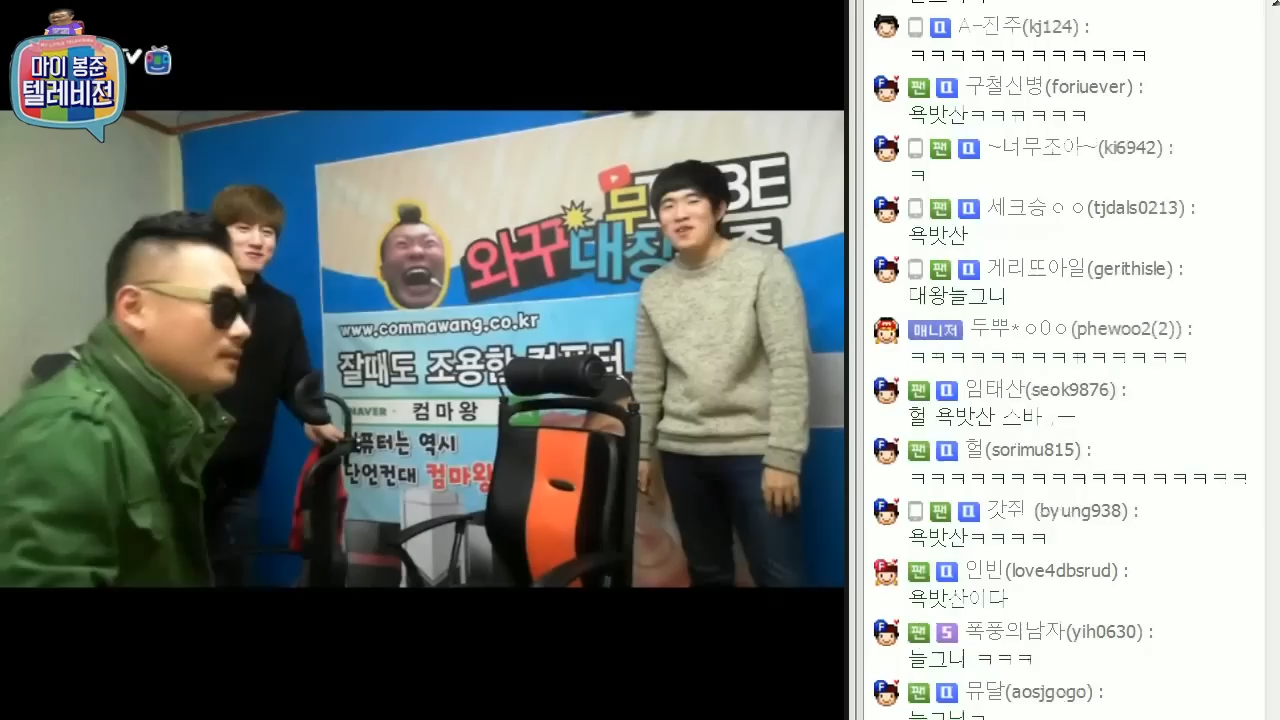 마이 봉준
텔레비전
와꾸
대장
www.commawang.co.kr
잘때도 조용한 컴퓨터
NAVER 컴마왕
컴퓨터는 역시
단언컨대 컴마왕
A-진주(kj124) :
ㅋㅋㅋㅋㅋㅋㅋㅋㅋㅋㅋㅋ
팬 구철신병(foriuever) :
욕밧산ㅋㅋㅋㅋㅋㅋ
팬 ~너무조아~(ki6942) :
ㅋ
팬 세크승ㅇㅇ(tjdals0213) :
욕밧산
팬 게리뜨아일(gerithisle) :
대왕늘그니
매니저 두뿌*ㅇ0ㅇ(phewoo2(2)) :
ㅋㅋㅋㅋㅋㅋㅋㅋㅋㅋㅋㅋㅋㅋ
팬 임태산(seok9876) :
헐 욕밧산 스바 ,ㅡ
팬 헐(sorimu815) :
ㅋㅋㅋㅋㅋㅋㅋㅋㅋㅋㅋㅋㅋㅋㅋㅋㅋ
팬 갓쥐 (byung938) :
욕밧산ㅋㅋㅋㅋ
팬 인빈(love4dbsrud) :
욕밧산이다
팬 S 폭풍의남자(yih0630) :
늘그니 ㅋㅋㅋ
팬 뮤달(aosjgogo) :